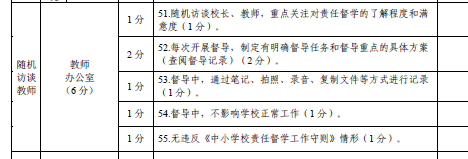 1分
51.随机访谈校长、教师，重点关注对责任督学的了解程度和满
意度（1分）。
随机
访谈
教师
教师
办公室
（6分）
2分
52.每次开展督导，制定有明确督导任务和督导重点的具体方案
（查阅督导记录）（2分）。
1分
53.督导中，通过笔记、拍照、录音、复制文件等方式进行记录
（1分）。
1分
54.督导中，不影响学校正常工作（1分）。
1分
55.无违反《中小学校责任督学工作守则》情形（1分）。